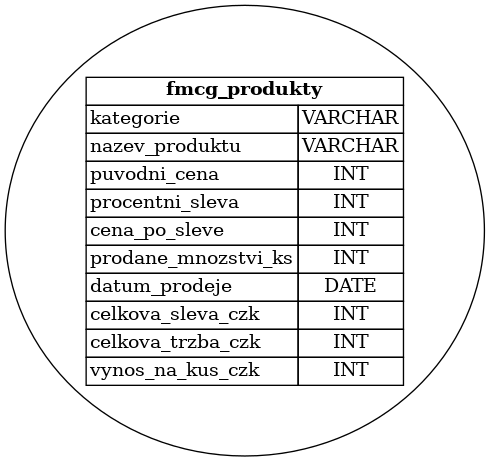 fmcg_produkty
kategorie VARCHAR
nazev_produktu VARCHAR
puvodni_cena INT
procentni_sleva INT
cena_po_sleve INT
prodane_mnozstvi_ks INT
datum_prodeje DATE
celkova_sleva_czk INT
celkova_trzba_czk INT
vynos_na_kus_czk INT